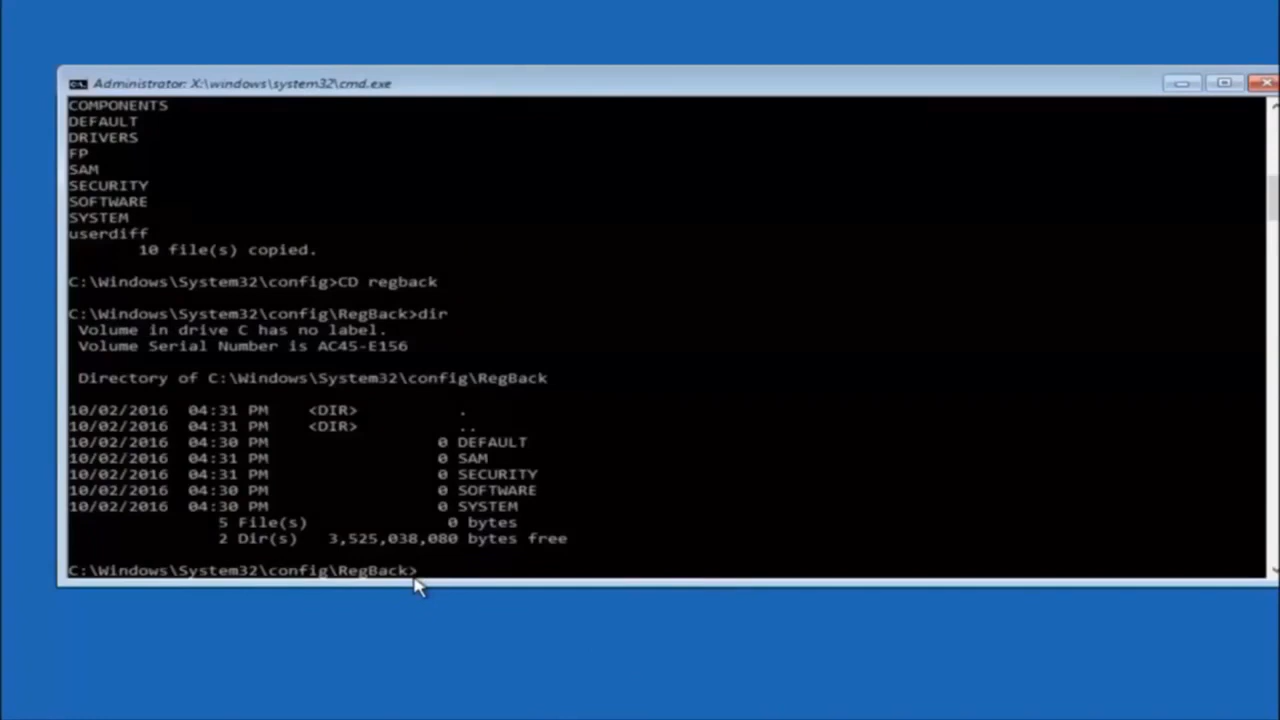 Administrator: X:\windows\system32\cmd.exe
COMPONENTS
DEFAULT
DRIVERS
FP
SAM
SECURITY
SOFTWARE
SYSTEM
userdiff
10 file(s) copied.
C:\Windows\System32\config>CD regback
C:\Windows\System32\config\RegBack>dir
Volume in drive C has no label.
Volume Serial Number is AC45-E156
Directory of C:\Windows\System32\config\RegBack
10/02/2016 04:31 PM <DIR> .
10/02/2016 04:31 PM <DIR> ..
10/02/2016 04:30 PM 0 DEFAULT
10/02/2016 04:31 PM 0 SAM
10/02/2016 04:31 PM 0 SECURITY
10/02/2016 04:30 PM 0 SOFTWARE
10/02/2016 04:30 PM 0 SYSTEM
5 File(s) 0 bytes
2 Dir(s) 3,525,038,080 bytes free
C:\Windows\System32\config\RegBack>